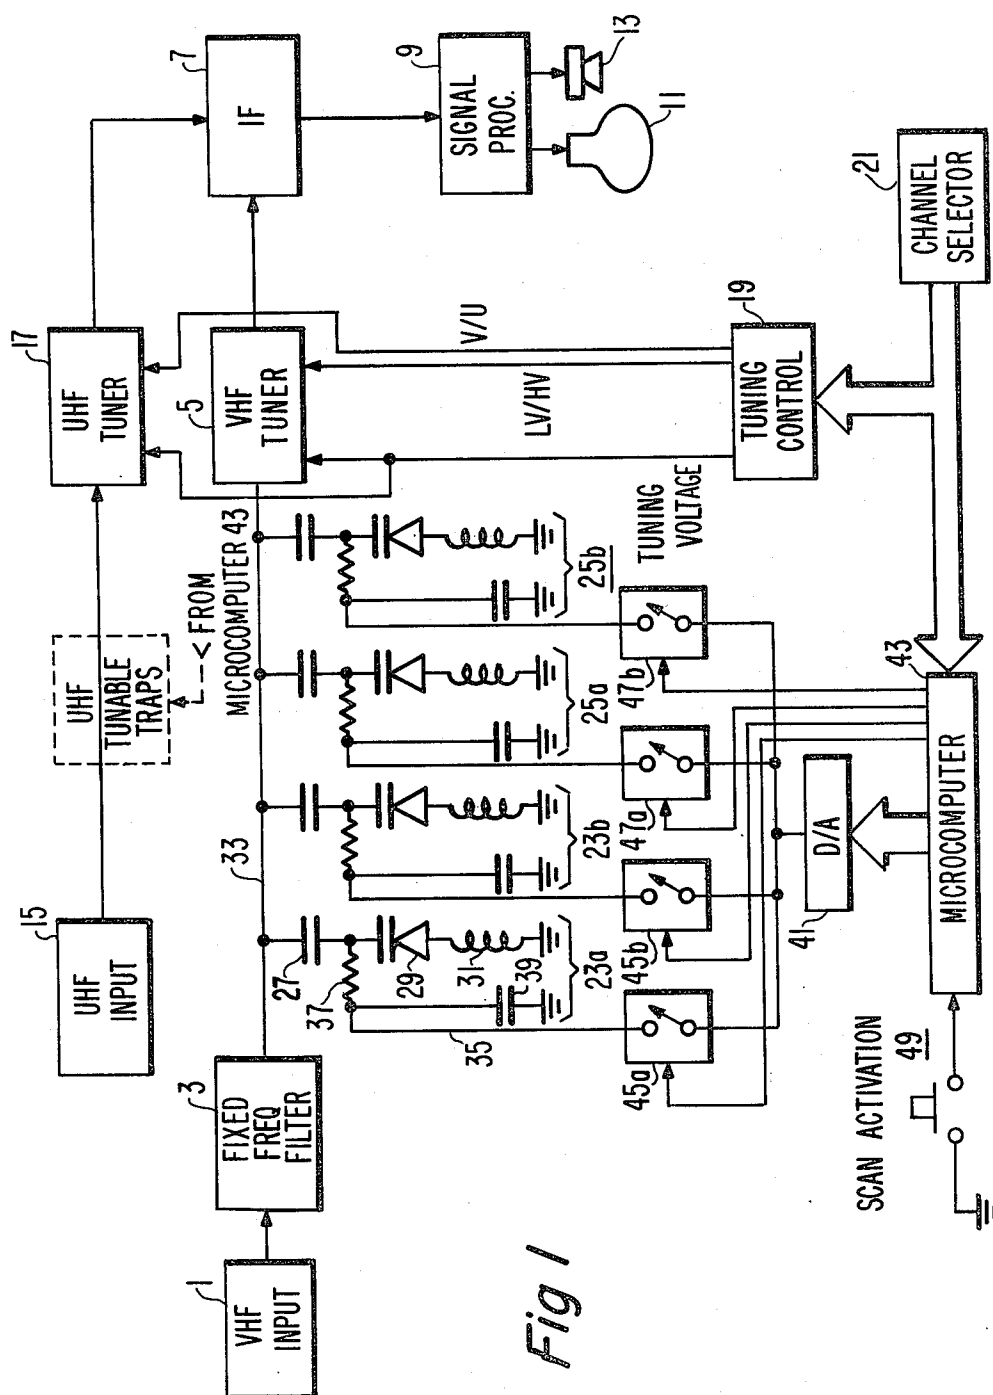 15
UHF
INPUT
UHF
TUNABLE
TRAPS
< FROM
MICROCOMPUTER 43
17
UHF
TUNER
7
IF
1
VHF
INPUT
3
FIXED
FREQ
FILTER
33
5
VHF
TUNER
9
SIGNAL
PROC.
13
11
27
37
29
31
39
35
23a
23b
25a
25b
V/U
LV/HV
TUNING
VOLTAGE
19
TUNING
CONTROL
21
CHANNEL
SELECTOR
45a
45b
47a
47b
41
D/A
43
MICROCOMPUTER
SCAN ACTIVATION
49
Fig 1